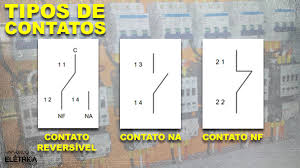 TIPOS DE
CONTATOS
C
11
12
14
NF
NA
13
14
21
22
CONTATO
REVERSÍVEL
CONTATO NA
CONTATO NF
ELÉTRICA